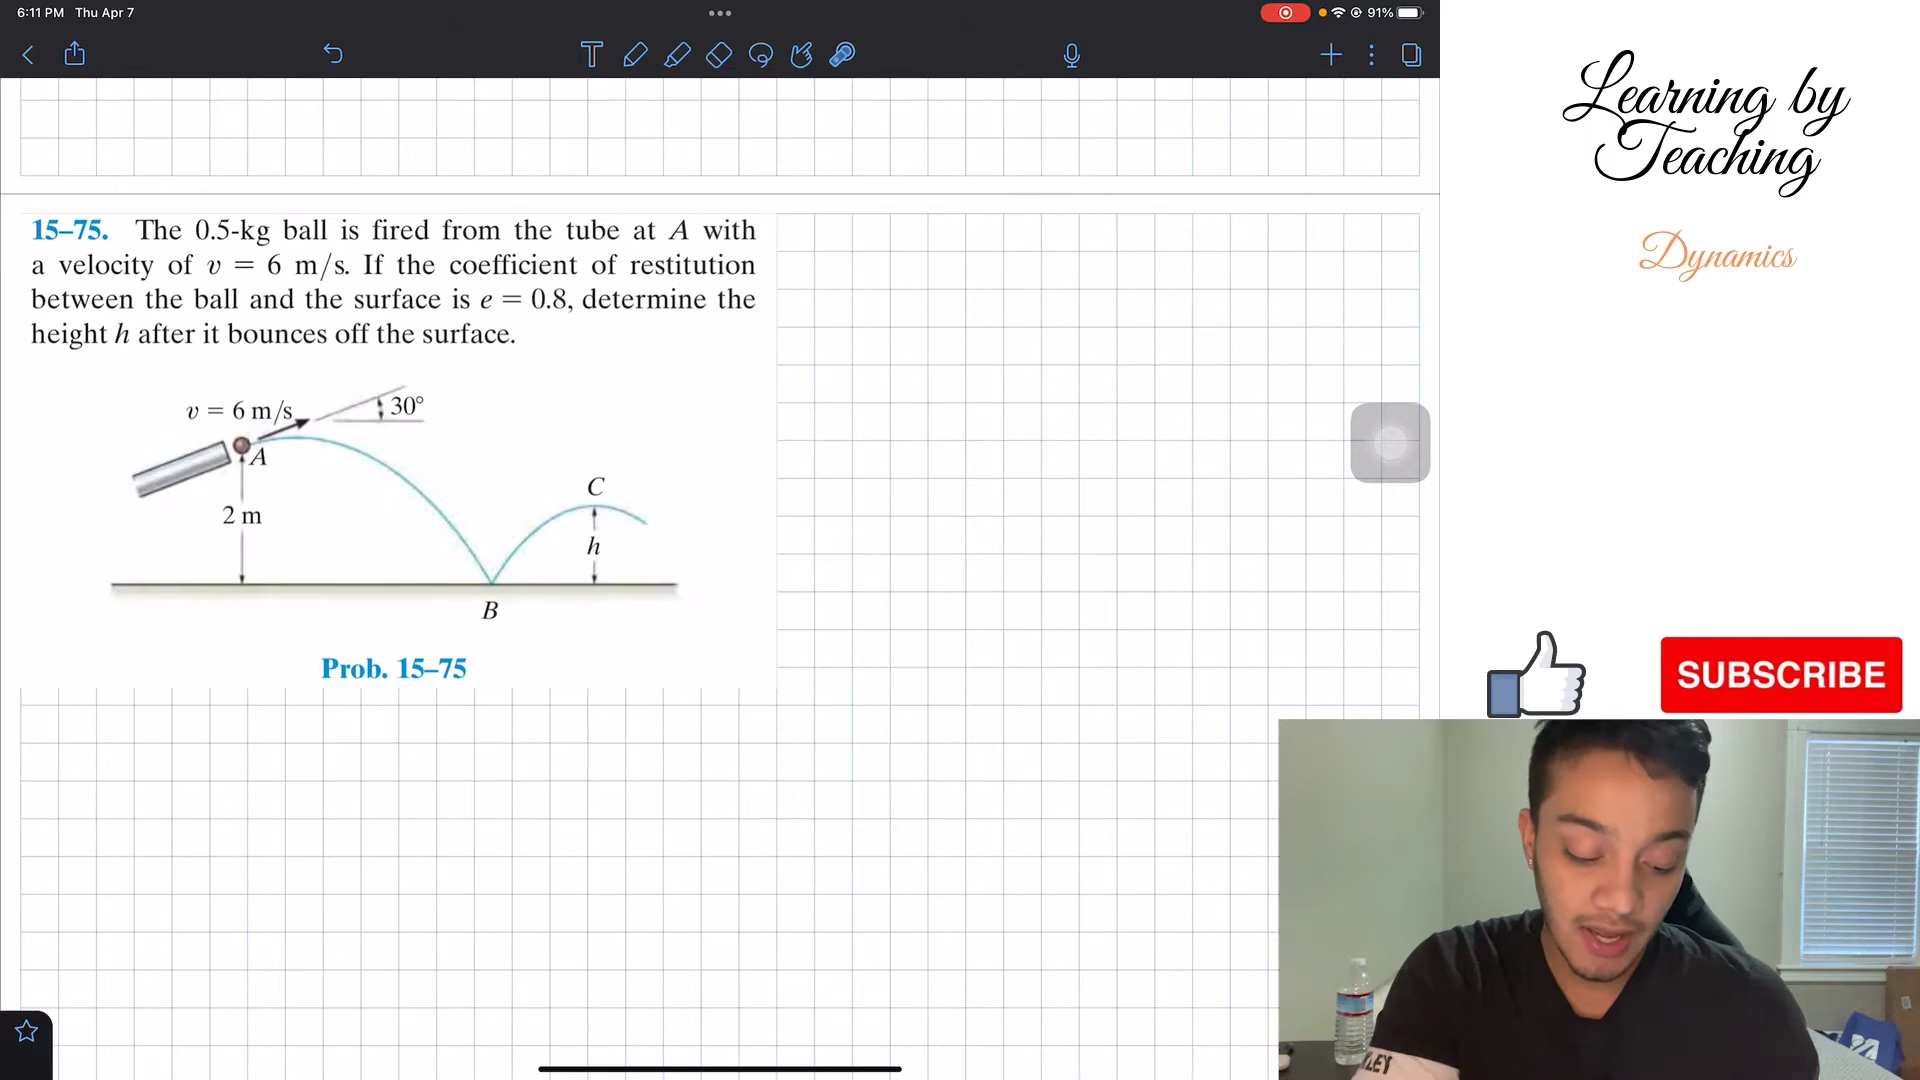 6:11 PM Thu Apr 7
91%
Learning by
Teaching
Dynamics
15–75. The 0.5-kg ball is fired from the tube at A with
a velocity of v = 6 m/s. If the coefficient of restitution
between the ball and the surface is e = 0.8, determine the
height h after it bounces off the surface.
v = 6 m/s
30°
A
2 m
C
h
B
Prob. 15–75
SUBSCRIBE